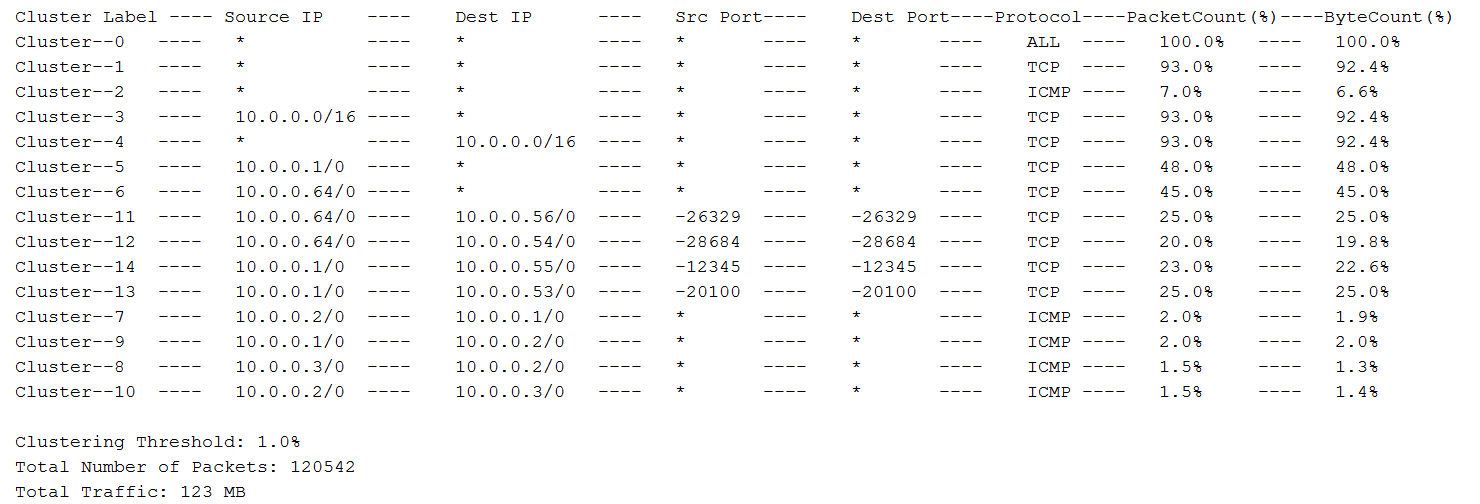 Cluster Label ---- Source IP ---- Dest IP ---- Src Port---- Dest Port----Protocol----PacketCount(%)----ByteCount(%)
Cluster--0 ---- * ---- * ---- * ---- * ---- ALL ---- 100.0% ---- 100.0%
Cluster--1 ---- * ---- * ---- * ---- * ---- TCP ---- 93.0% ---- 92.4%
Cluster--2 ---- * ---- * ---- * ---- * ---- ICMP ---- 7.0% ---- 6.6%
Cluster--3 ---- 10.0.0.0/16 ---- * ---- * ---- * ---- TCP ---- 93.0% ---- 92.4%
Cluster--4 ---- * ---- 10.0.0.0/16 ---- * ---- * ---- TCP ---- 93.0% ---- 92.4%
Cluster--5 ---- 10.0.0.1/0 ---- * ---- * ---- * ---- TCP ---- 48.0% ---- 48.0%
Cluster--6 ---- 10.0.0.64/0 ---- * ---- * ---- * ---- TCP ---- 45.0% ---- 45.0%
Cluster--11 ---- 10.0.0.64/0 ---- 10.0.0.56/0 ---- -26329 ---- -26329 ---- TCP ---- 25.0% ---- 25.0%
Cluster--12 ---- 10.0.0.64/0 ---- 10.0.0.54/0 ---- -28684 ---- -28684 ---- TCP ---- 20.0% ---- 19.8%
Cluster--14 ---- 10.0.0.1/0 ---- 10.0.0.55/0 ---- -12345 ---- -12345 ---- TCP ---- 23.0% ---- 22.6%
Cluster--13 ---- 10.0.0.1/0 ---- 10.0.0.53/0 ---- -20100 ---- -20100 ---- TCP ---- 25.0% ---- 25.0%
Cluster--7 ---- 10.0.0.2/0 ---- 10.0.0.1/0 ---- * ---- * ---- ICMP ---- 2.0% ---- 1.9%
Cluster--9 ---- 10.0.0.1/0 ---- 10.0.0.2/0 ---- * ---- * ---- ICMP ---- 2.0% ---- 2.0%
Cluster--8 ---- 10.0.0.3/0 ---- 10.0.0.2/0 ---- * ---- * ---- ICMP ---- 1.5% ---- 1.3%
Cluster--10 ---- 10.0.0.2/0 ---- 10.0.0.3/0 ---- * ---- * ---- ICMP ---- 1.5% ---- 1.4%
Clustering Threshold: 1.0%
Total Number of Packets: 120542
Total Traffic: 123 MB